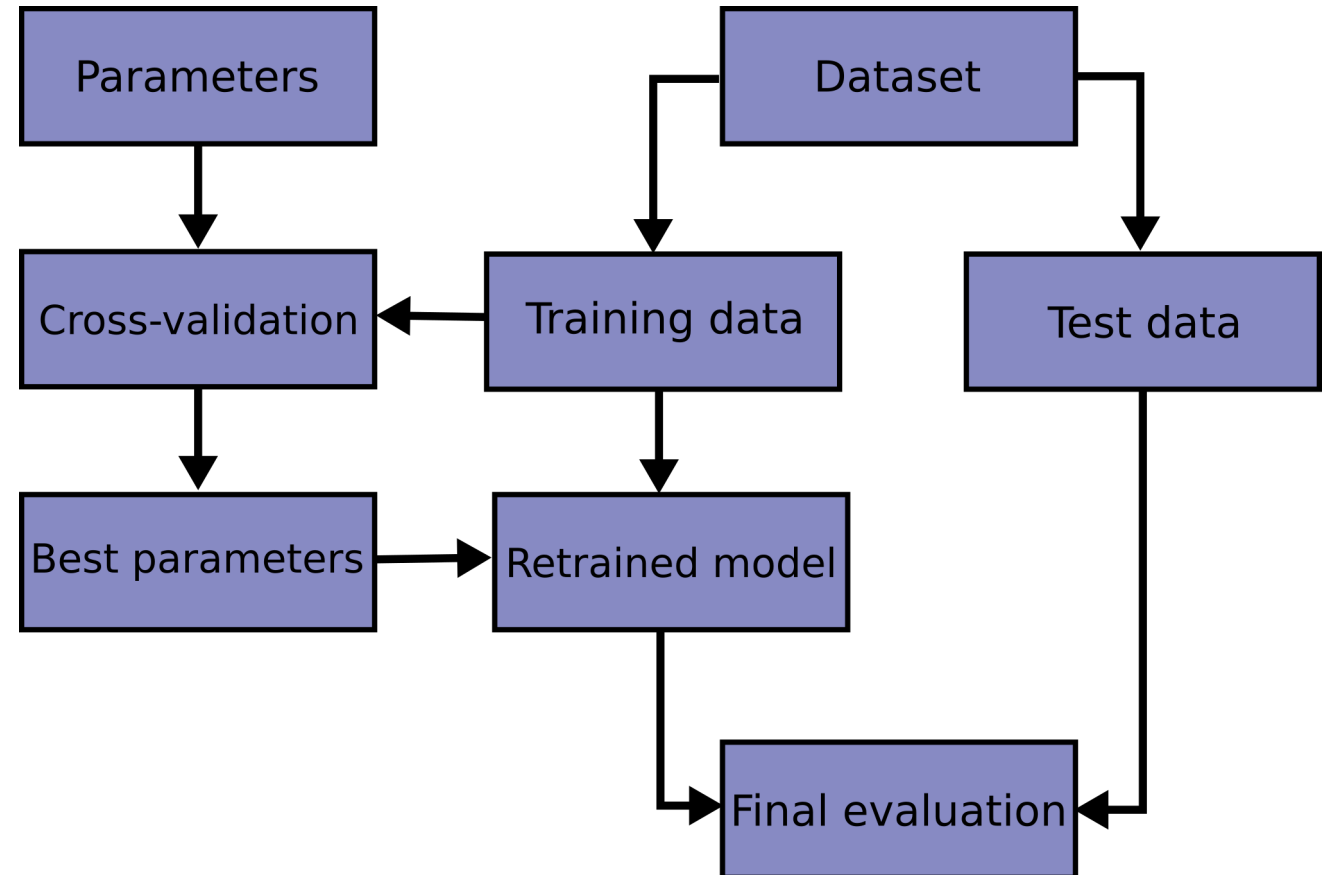 Parameters
Dataset
Cross-validation
Training data
Test data
Best parameters
Retrained model
Final evaluation